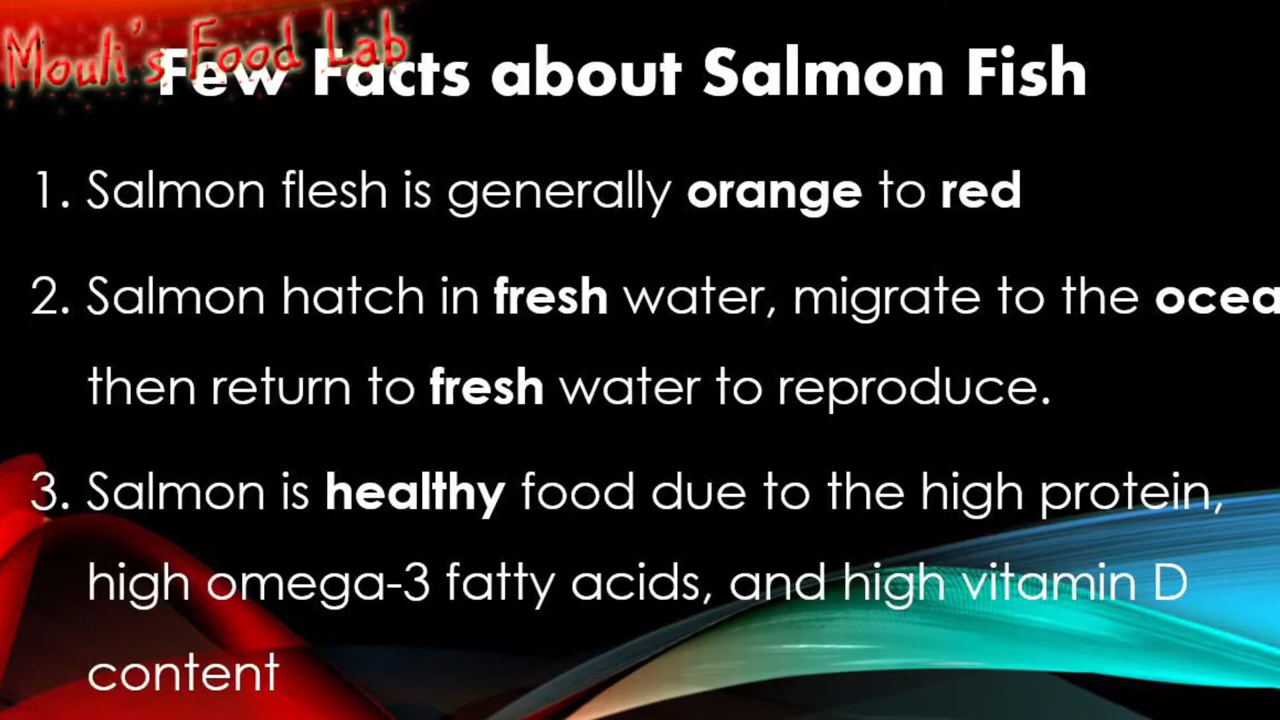 Mouli's Food Lab
Few Facts about Salmon Fish
1. Salmon flesh is generally orange to red
2. Salmon hatch in fresh water, migrate to the ocea
then return to fresh water to reproduce.
3. Salmon is healthy food due to the high protein,
high omega-3 fatty acids, and high vitamin D
content